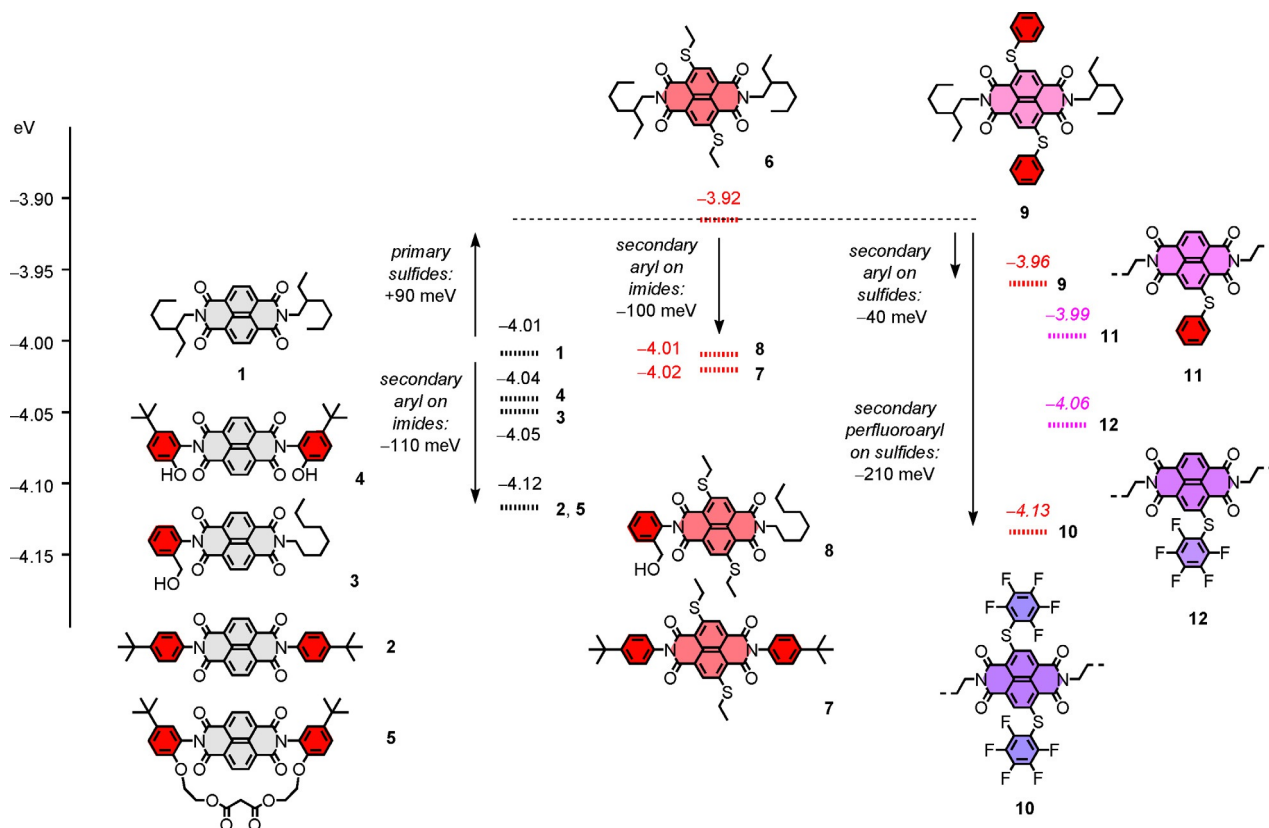 eV
−3.90
−3.95
−4.00
−4.05
−4.10
−4.15
O O
N N
O O
1
O O
N N
O O
HO OH
4
O O
N N
O O
HO
3
O O
N N
O O
2
O O
N N
O O
O O
O O
O O
5
primary
sulfides:
+90 meV
secondary
aryl on
imides:
−110 meV
−4.01
1
−4.04
4
3
−4.05
−4.12
2, 5
S
O O
N N
O O
S
6
−3.92
secondary
aryl on
imides:
−100 meV
−4.01
8
−4.02
7
S
O O
N N
O O
HO S
8
S
O O
N N
O O
S
7
S
O O
N N
O O
S
9
secondary
aryl on
sulfides:
−40 meV
secondary
perfluoroaryl
on sulfides:
−210 meV
−3.96
9
−3.99
11
−4.06
12
−4.13
10
O O
N N
O O
S
11
O O
N N
O O
F S
F F
F F
12
F F
F F
S F
O O
N N
O O
F S
F F
F F
10